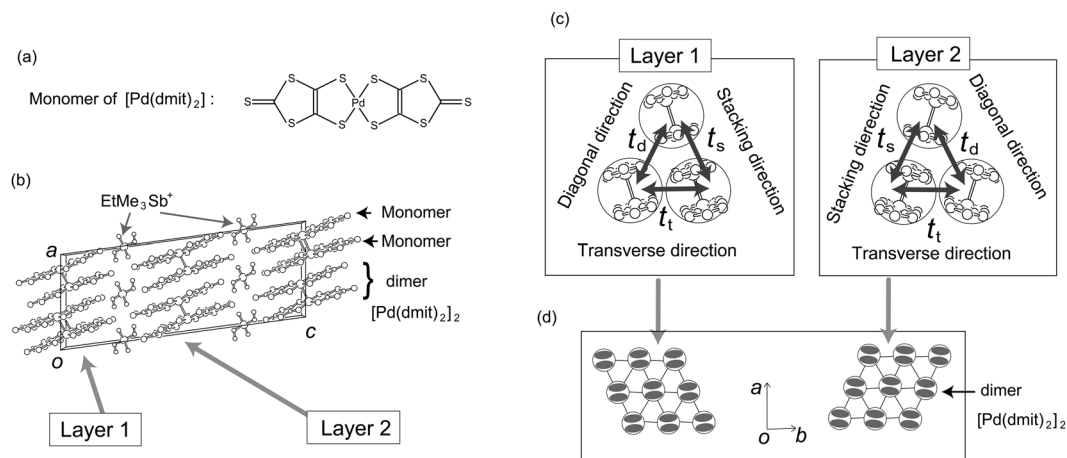 (a)
Monomer of [Pd(dmit)2] :
S S S S
S Pd S
S S S S
(b)
EtMe3Sb+
Monomer
Monomer
dimer
[Pd(dmit)2]2
a
o
c
Layer 1
Layer 2
(c)
Layer 1
Diagonal direction
td
ts
Stacking direction
tt
Transverse direction
Layer 2
Stacking dierection
ts
td
Diagonal direction
tt
Transverse direction
(d)
a
o
b
dimer
[Pd(dmit)2]2